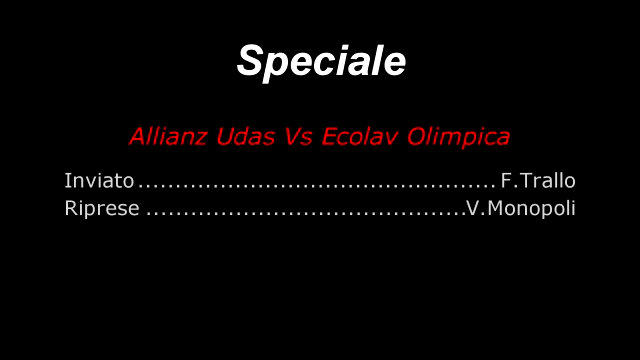 Speciale
Allianz Udas Vs Ecolav Olimpica
Inviato................................................F.Trallo
Riprese ...........................................V.Monopoli